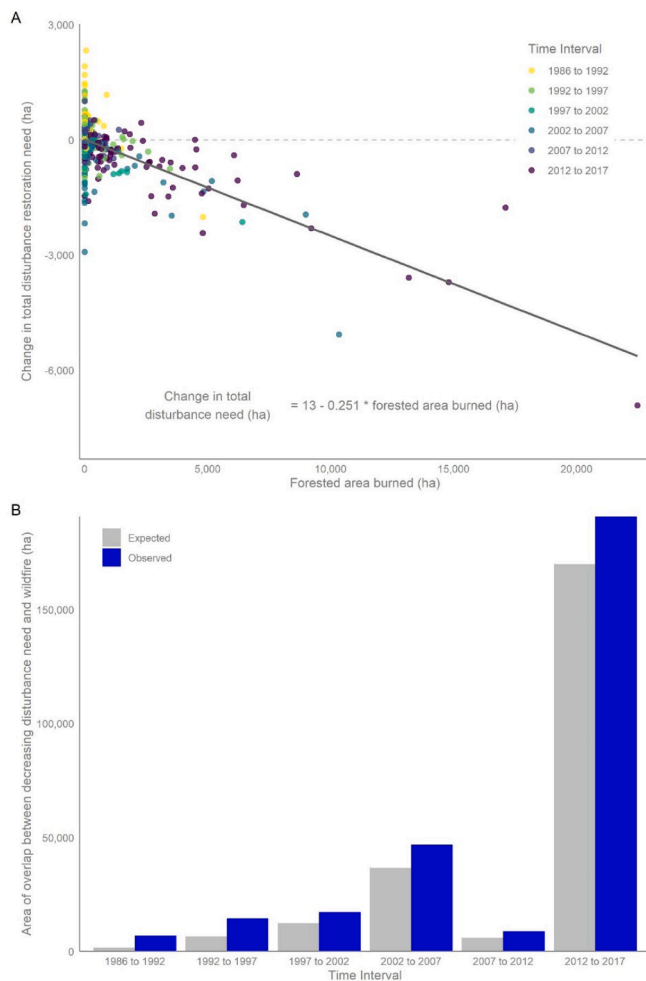 A
3,000
0
-3,000
-6,000
Change in total disturbance restoration need (ha)
Time Interval
1986 to 1992
1992 to 1997
1997 to 2002
2002 to 2007
2007 to 2012
2012 to 2017
Change in total
disturbance need (ha)
= 13 - 0.251 * forested area burned (ha)
0
5,000
10,000
15,000
20,000
Forested area burned (ha)
B
Expected
Observed
150,000
100,000
50,000
0
Area of overlap between decreasing disturbance need and wildfire (ha)
1986 to 1992
1992 to 1997
1997 to 2002
2002 to 2007
2007 to 2012
2012 to 2017
Time Interval